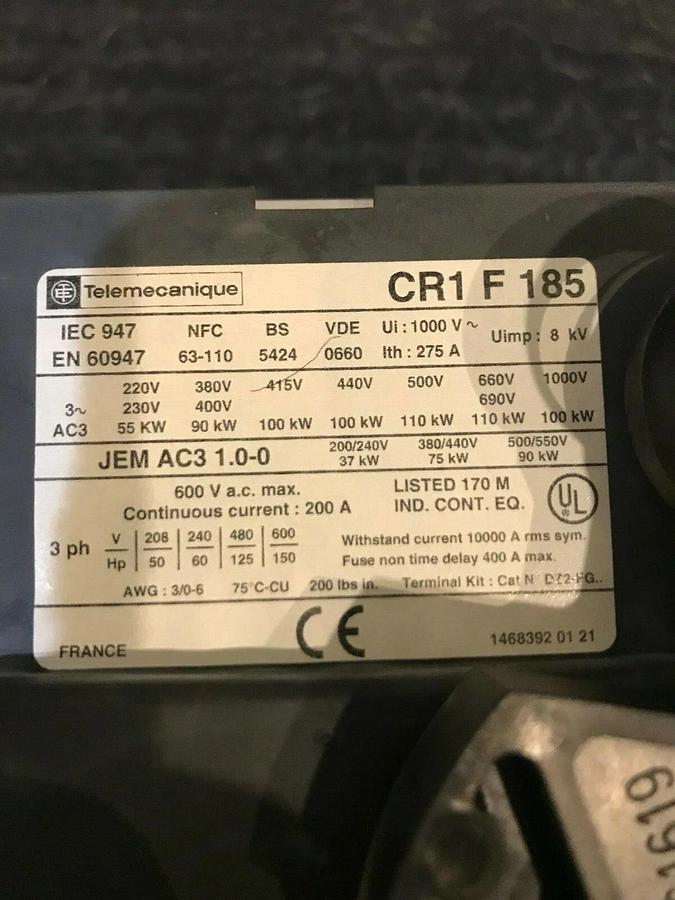 Telemecanique CR1 F 185
IEC 947 NFC BS VDE Ui : 1000 V ~ Uimp : 8 kV
EN 60947 63-110 5424 0660 Ith : 275 A
220V 380V 415V 440V 500V 660V 1000V
3~ 230V 400V 690V
AC3 55 KW 90 kW 100 kW 100 kW 110 kW 110 kW 100 kW
JEM AC3 1.0-0 200/240V 380/440V 500/550V
37 kW 75 kW 90 kW
600 V a.c. max. LISTED 170 M
Continuous current : 200 A IND. CONT. EQ. UL ®
3 ph V 208 240 480 600 Withstand current 10000 A rms sym.
Hp 50 60 125 150 Fuse non time delay 400 A max.
AWG : 3/0-6 75°C-CU 200 lbs in. Terminal Kit : Cat N° DZ2-FG..
FRANCE CE 1468392 01 21